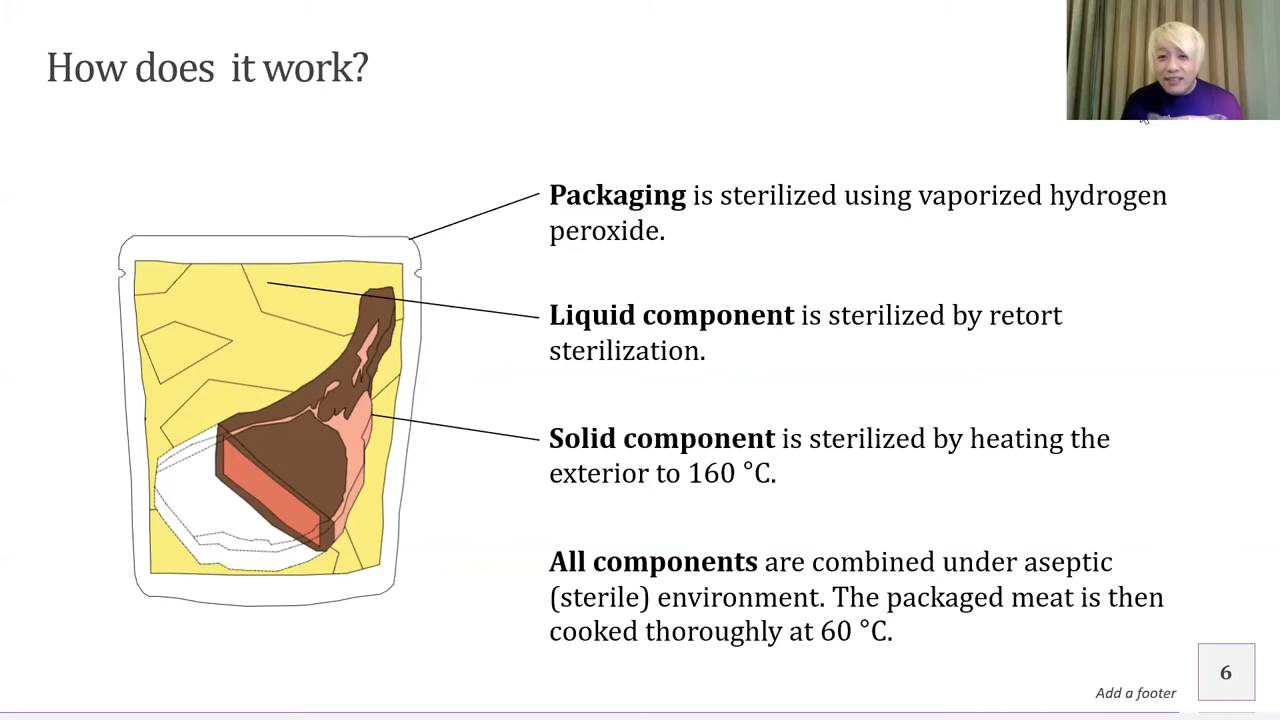 How does it work?
Packaging is sterilized using vaporized hydrogen
peroxide.
Liquid component is sterilized by retort
sterilization.
Solid component is sterilized by heating the
exterior to 160 °C.
All components are combined under aseptic
(sterile) environment. The packaged meat is then
cooked thoroughly at 60 °C.
Add a footer
6